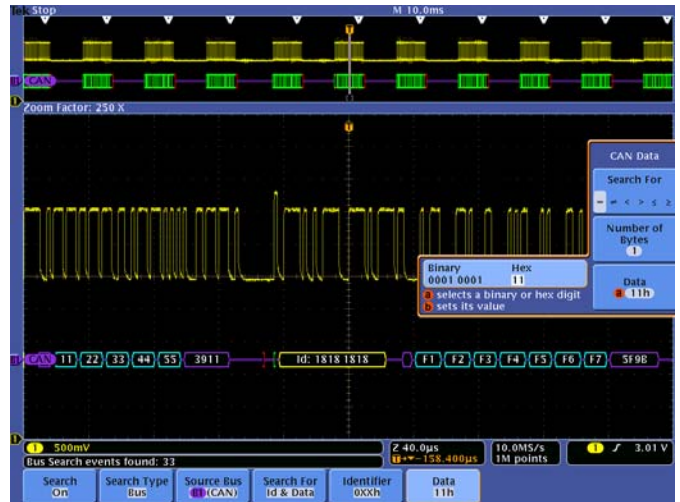 Tek Stop
M 10.0ms
T
B1 CAN
1
Zoom Factor: 250 X
T
CAN Data
Search For
= ≠ < > ≤ ≥
Number of
Bytes
1
Data
a 11h
Binary Hex
0001 0001 11
a selects a binary or hex digit
b sets its value
B1 CAN 11 22 33 44 55 3911 Id: 1818 1818 F1 F2 F3 F4 F5 F6 F7 5F9B
1
1 500mV
Z 40.0µs
T→▼-158.400µs
10.0MS/s
1M points
1 ∫ 3.01 V
Bus Search events found: 33
Search
On
Search Type
Bus
Source Bus
B1 (CAN)
Search For
Id & Data
Identifier
0XXh
Data
11h